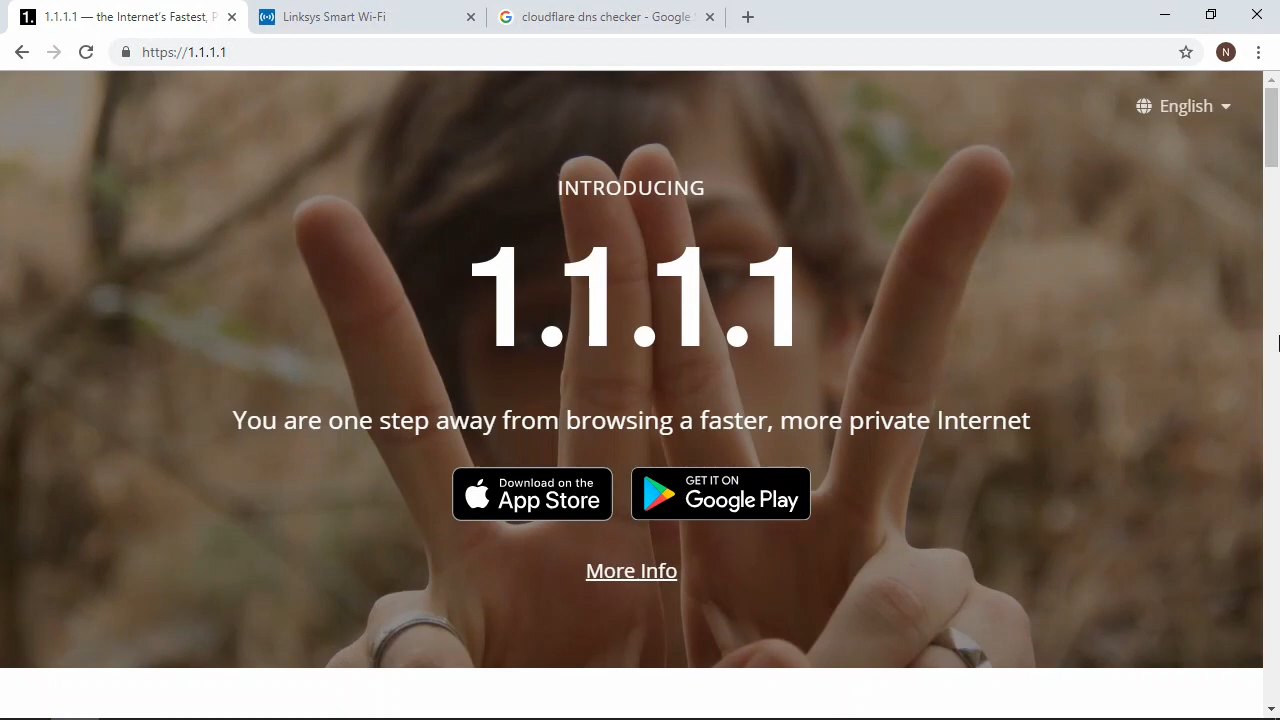 1. 1.1.1.1 — the Internet's Fastest, P
Linksys Smart Wi-Fi
cloudflare dns checker - Google
https://1.1.1.1
N
English
INTRODUCING
1.1.1.1
You are one step away from browsing a faster, more private Internet
Download on the
App Store
GET IT ON
Google Play
More Info